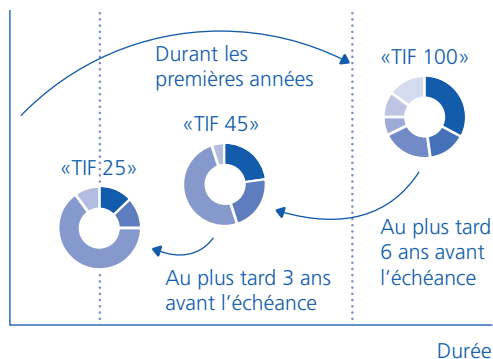 Durant les
premières années
«TIF 100»
«TIF 45»
«TIF 25»
Au plus tard
6 ans avant
l’échéance
Au plus tard 3 ans
avant l’échéance
Durée